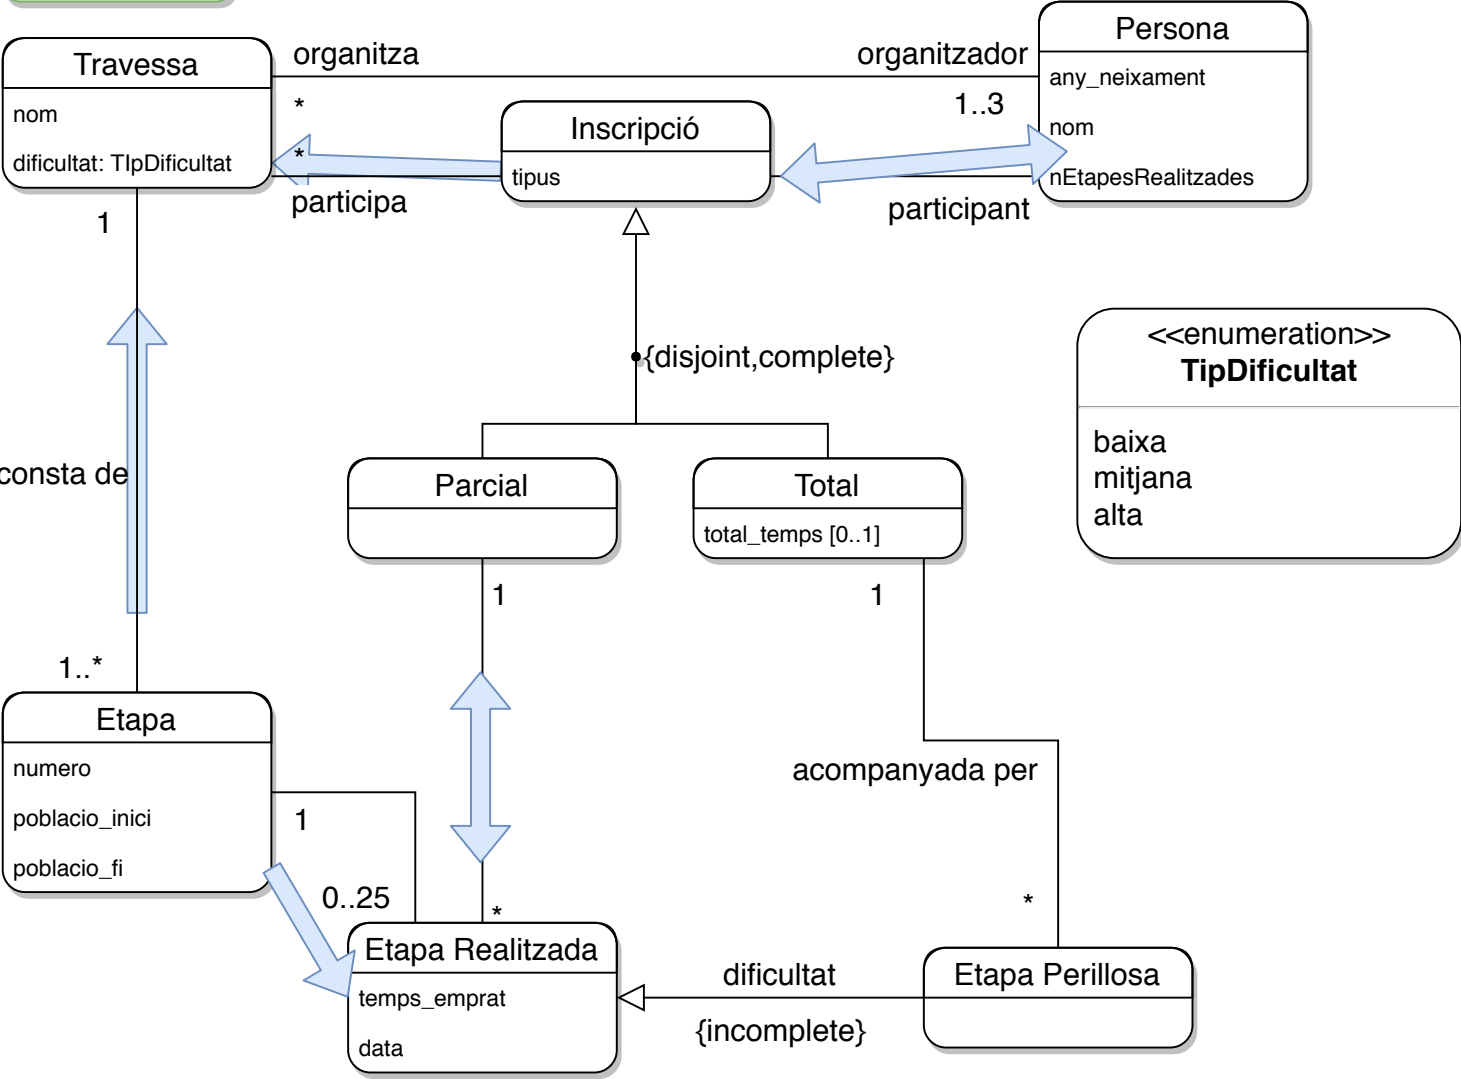 Travessa
nom
dificultat: TIpDificultat
organitza
organizador
*
1..3
*
participa
participant
Inscripció
tipus
Persona
any_neixament
nom
nEtapesRealitzades
1
consta de
1..*
{disjoint,complete}
<<enumeration>>
TipDificultat
baixa
mitjana
alta
Parcial
Total
total_temps [0..1]
1
1
acompanyada per
*
*
Etapa
numero
poblacio_inici
poblacio_fi
1
0..25
Etapa Realitzada
temps_emprat
data
dificultat
{incomplete}
Etapa Perillosa